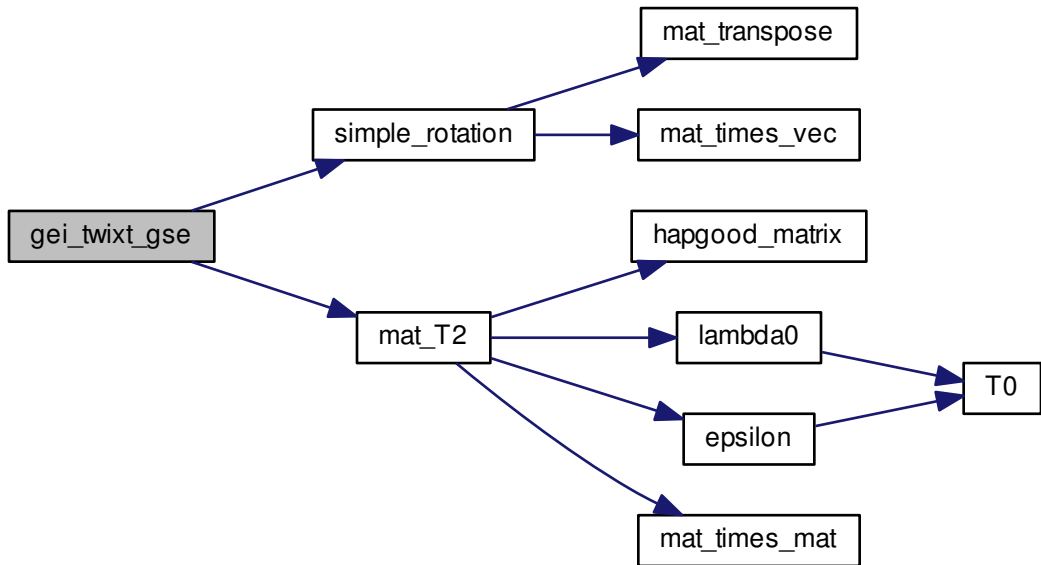 mat_transpose
simple_rotation
mat_times_vec
gei_twixt_gse
hapgood_matrix
mat_T2
lambda0
T0
epsilon
mat_times_mat